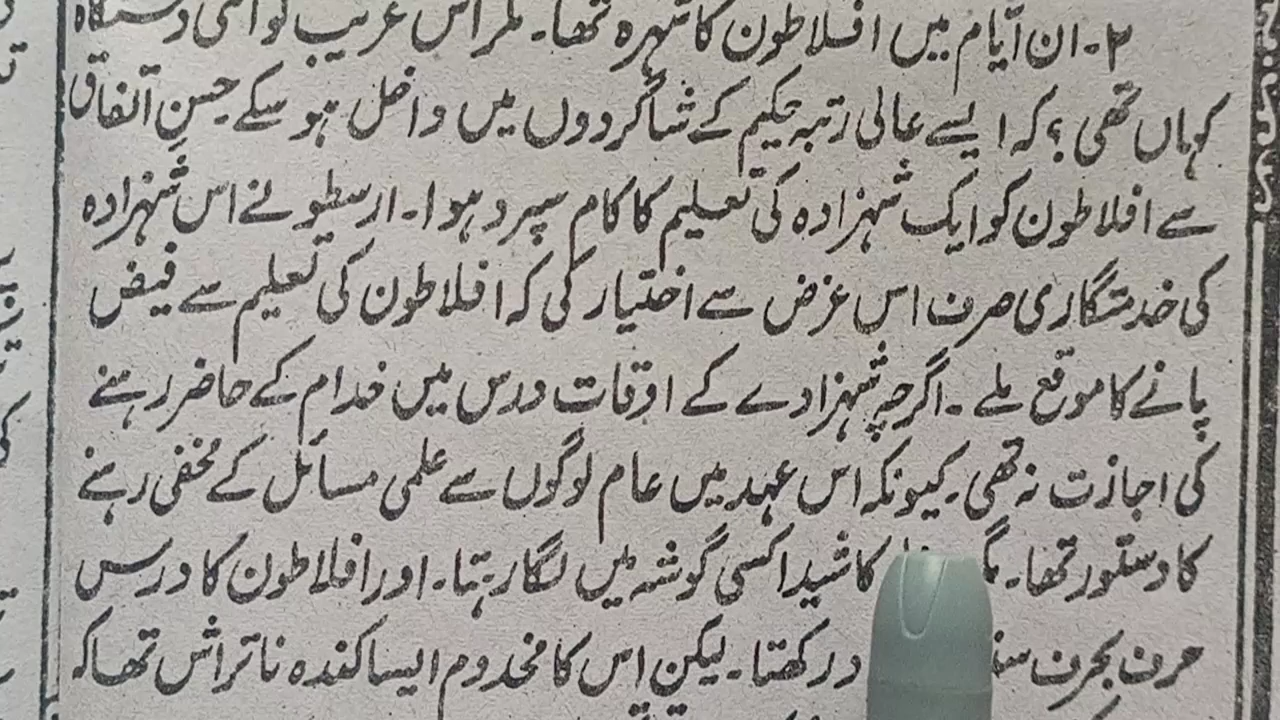 ۲۔ان ایام میں افلاطون کا شہرہ تھا۔ مگر اس غریب کو اتنی دستگاہ
کہاں تھی؟ کہ ایسے عالی رتبہ حکیم کے شاگردوں میں داخل ہو سکے حسنِ اتفاق
سے افلاطون کو ایک شہزادہ کی تعلیم کا کام سپرد ہوا۔ ارسطو نے اس شہزادہ
کی خدمتگاری صرف اس غرض سے اختیار کی کہ افلاطون کی تعلیم سے فیض
پانے کا موقع ملے ۔ اگرچہ شہزادے کے اوقات درس میں خدام کے حاضر رہنے
کی اجازت نہ تھی۔ کیونکہ اس عہد میں عام لوگوں سے علمی مسائل کے مخفی رہنے
کا دستور تھا۔ کا شیدا کسی گوشہ میں لگا رہتا۔ اور افلاطون کا درس
حرف بحرف رکھتا۔ لیکن اس کا مخدوم ایسا کندہ ناتراش تھا کہ